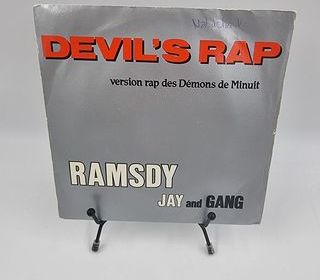 DEVIL'S RAP
version rap des Démons de Minuit
RAMSDY
JAY and GANG